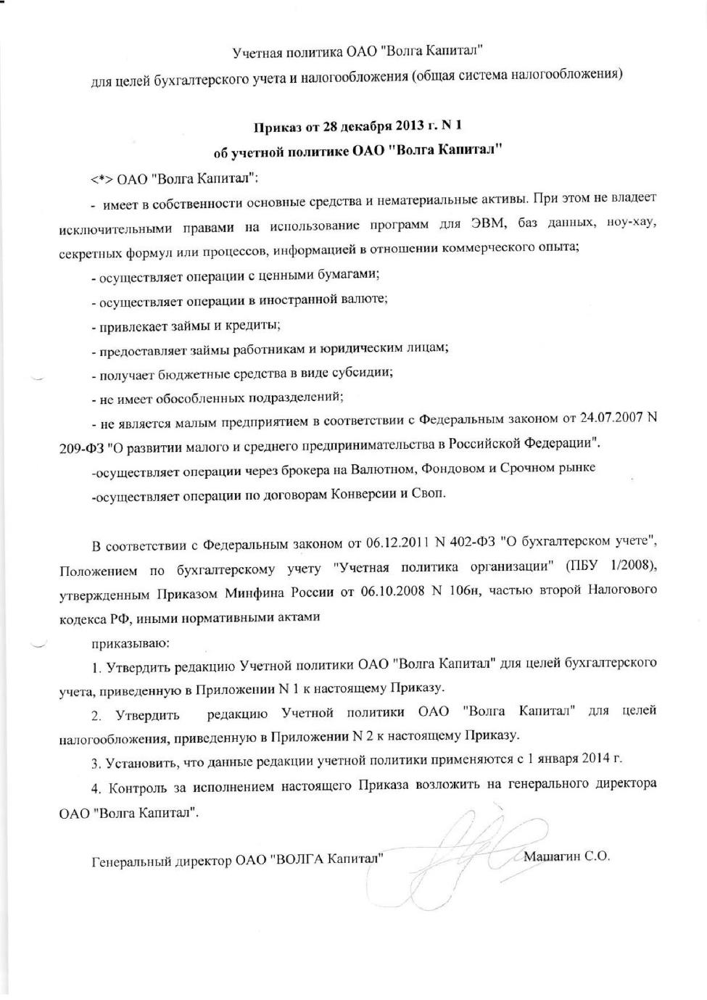 Учетная политика ОАО "Волга Капитал"
для целей бухгалтерского учета и налогообложения (общая система налогообложения)
Приказ от 28 декабря 2013 г. N 1
об учетной политике ОАО "Волга Капитал"
<*> ОАО "Волга Капитал":
- имеет в собственности основные средства и нематериальные активы. При этом не владеет
исключительными правами на использование программ для ЭВМ, баз данных, ноу-хау,
секретных формул или процессов, информацией в отношении коммерческого опыта;
- осуществляет операции с ценными бумагами;
- осуществляет операции в иностранной валюте;
- привлекает займы и кредиты;
- предоставляет займы работникам и юридическим лицам;
- получает бюджетные средства в виде субсидии;
- не имеет обособленных подразделений;
- не является малым предприятием в соответствии с Федеральным законом от 24.07.2007 N
209-ФЗ "О развитии малого и среднего предпринимательства в Российской Федерации".
-осуществляет операции через брокера на Валютном, Фондовом и Срочном рынке
-осуществляет операции по договорам Конверсии и Своп.
В соответствии с Федеральным законом от 06.12.2011 N 402-ФЗ "О бухгалтерском учете",
Положением по бухгалтерскому учету "Учетная политика организации" (ПБУ 1/2008),
утвержденным Приказом Минфина России от 06.10.2008 N 106н, частью второй Налогового
кодекса РФ, иными нормативными актами
приказываю:
1. Утвердить редакцию Учетной политики ОАО "Волга Капитал" для целей бухгалтерского
учета, приведенную в Приложении N 1 к настоящему Приказу.
2. Утвердить редакцию Учетной политики ОАО "Волга Капитал" для целей
налогообложения, приведенную в Приложении N 2 к настоящему Приказу.
3. Установить, что данные редакции учетной политики применяются с 1 января 2014 г.
4. Контроль за исполнением настоящего Приказа возложить на генерального директора
ОАО "Волга Капитал".
Генеральный директор ОАО "ВОЛГА Капитал" Машагин С.О.